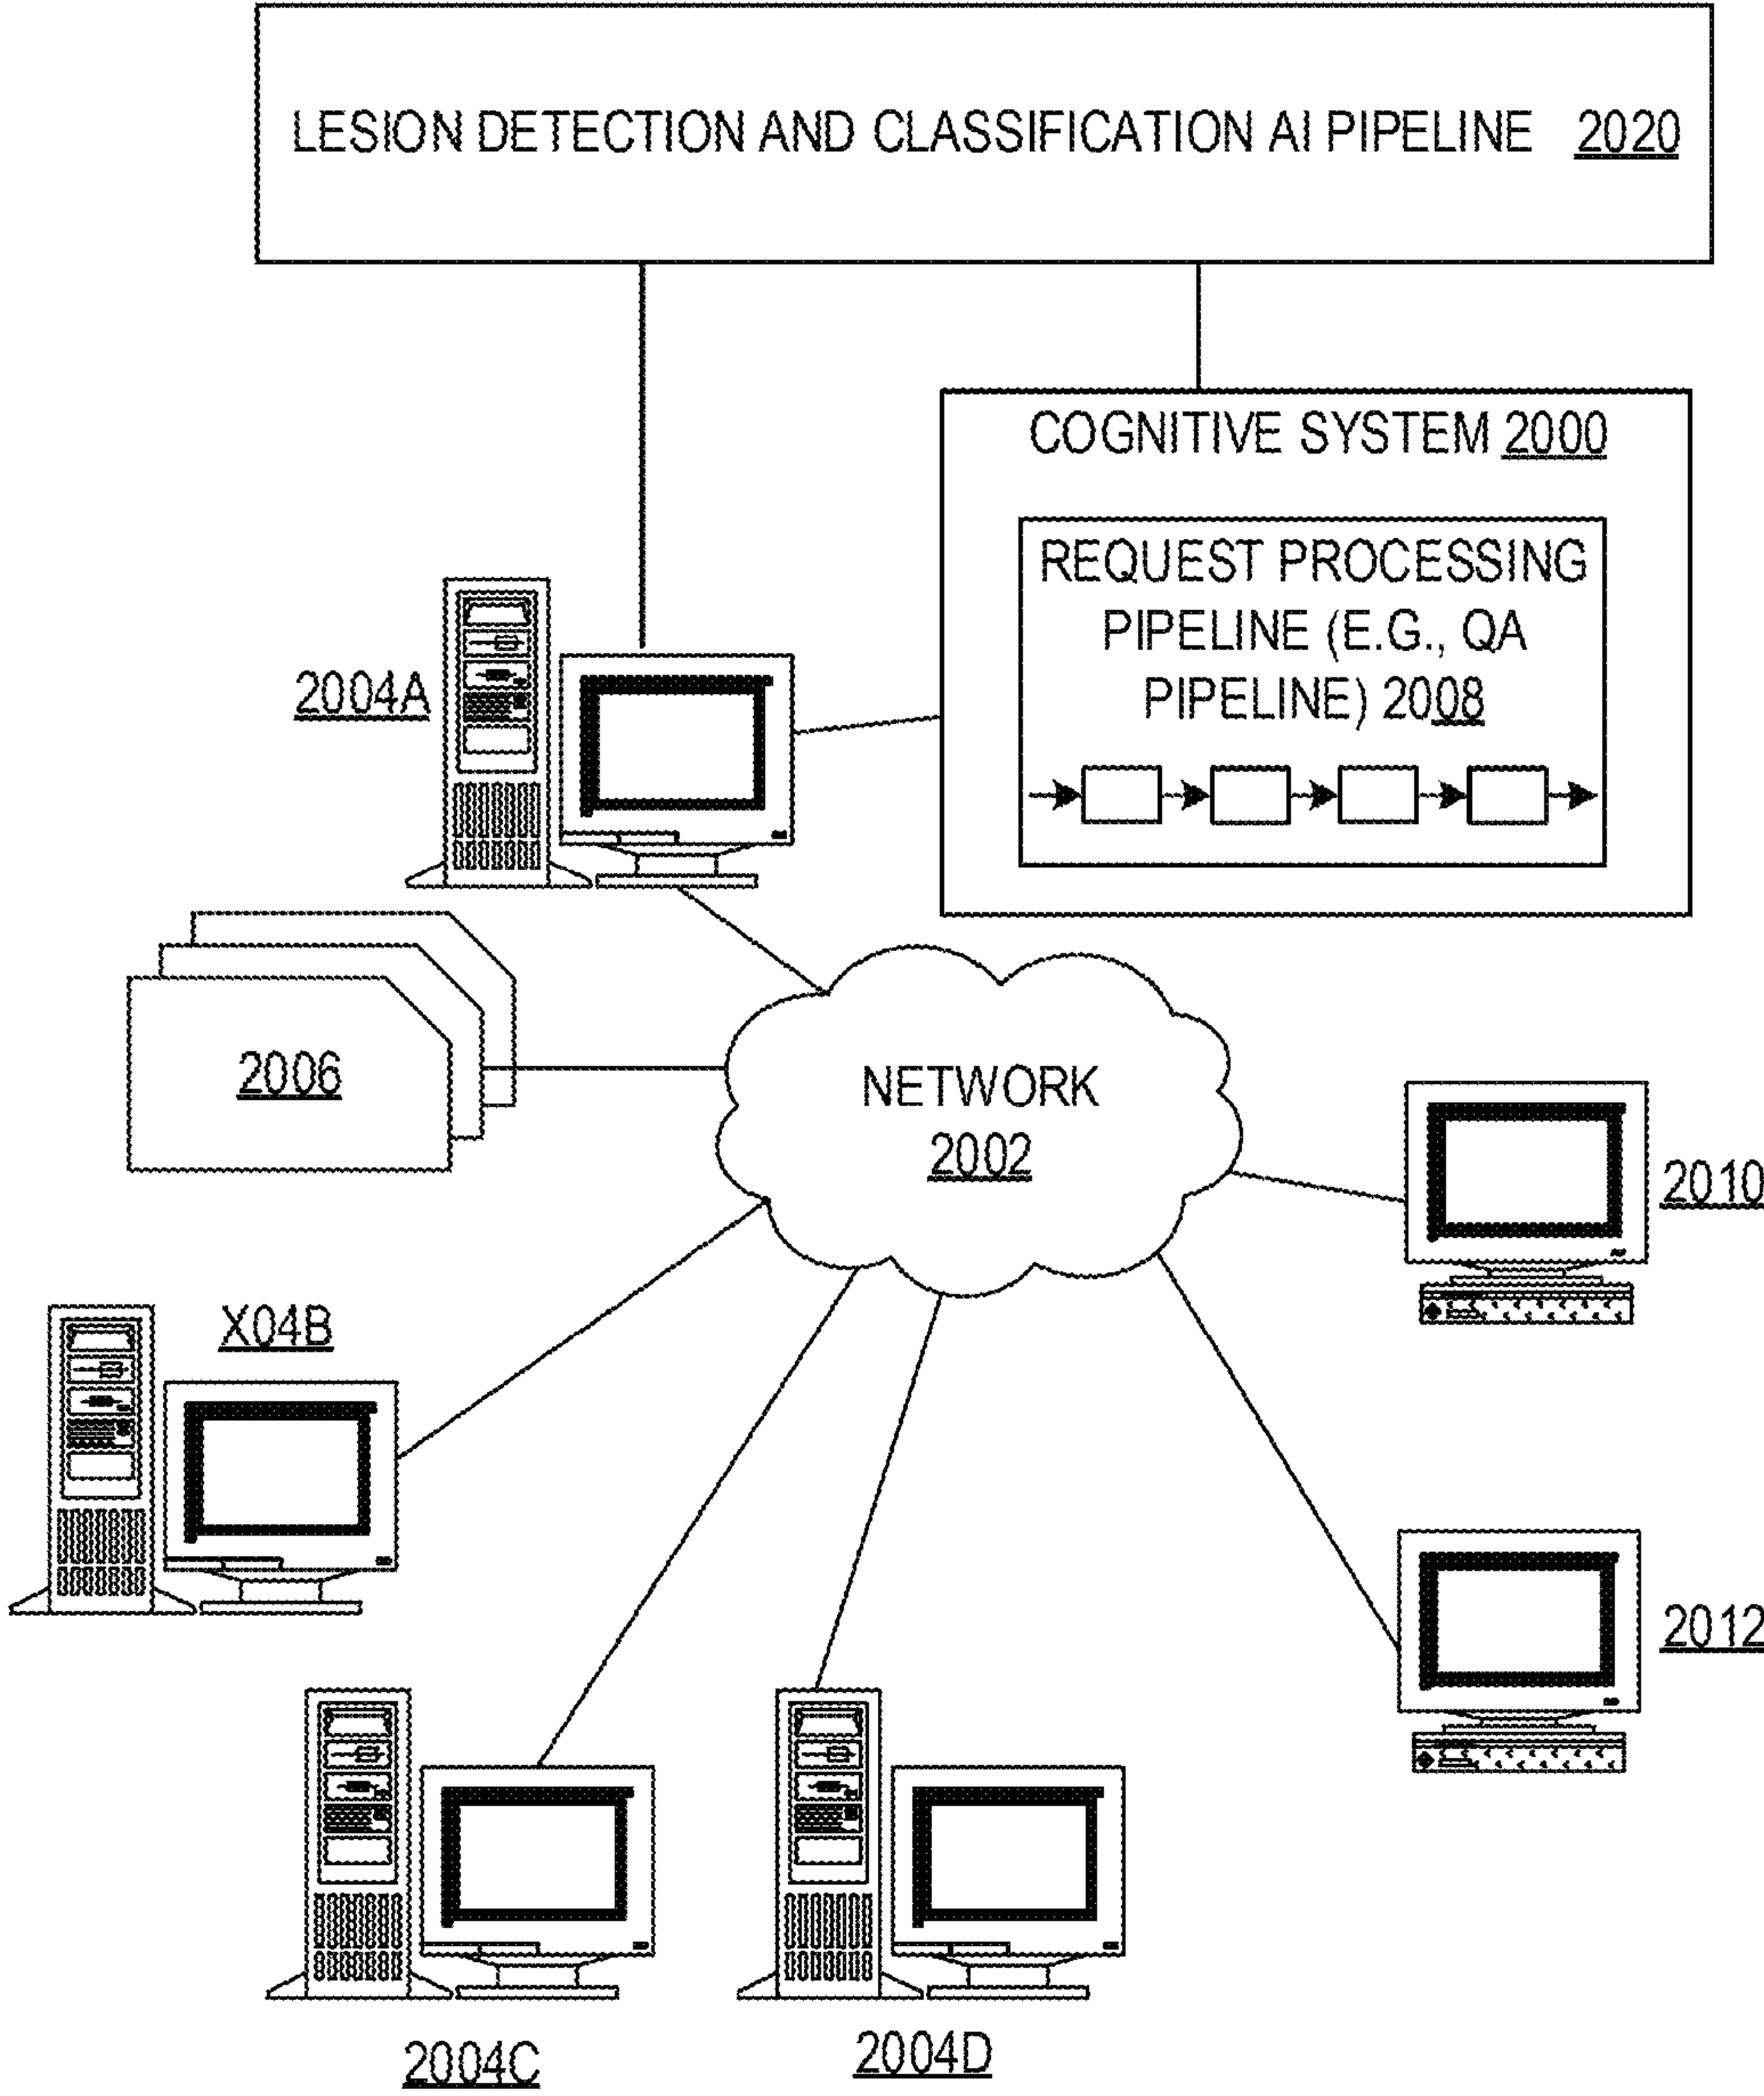 LESION DETECTION AND CLASSIFICATION AI PIPELINE 2020
COGNITIVE SYSTEM 2000
REQUEST PROCESSING
PIPELINE (E.G., QA
PIPELINE) 2008
2004A
2006
NETWORK
2002
2010
X04B
2012
2004C
2004D